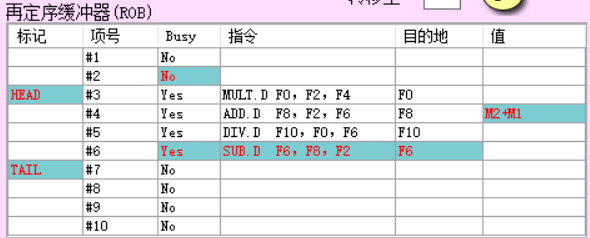 再定序缓冲器(ROB)
标记 项号 Busy 指令 目的地 值
#1 No
#2 No
HEAD #3 Yes MULT.D F0, F2, F4 F0
#4 Yes ADD.D F8, F2, F6 F8 M2+M1
#5 Yes DIV.D F10, F0, F6 F10
#6 Yes SUB.D F6, F8, F2 F6
TAIL #7 No
#8 No
#9 No
#10 No